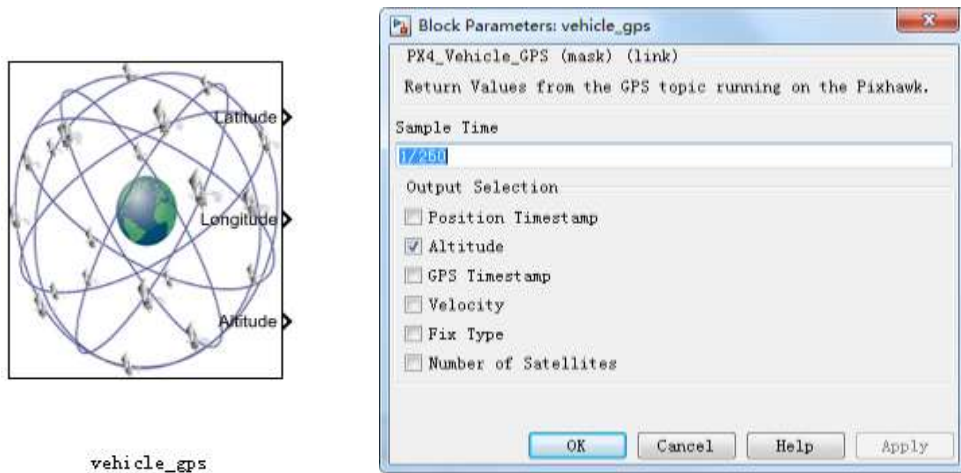 Latitude
Longitude
Altitude
vehicle_gps
Block Parameters: vehicle_gps
PX4_Vehicle_GPS (mask) (link)
Return Values from the GPS topic running on the Pixhawk.
Sample Time
1/250
Output Selection
Position Timestamp
Altitude
GPS Timestamp
Velocity
Fix Type
Number of Satellites
OK
Cancel
Help
Apply